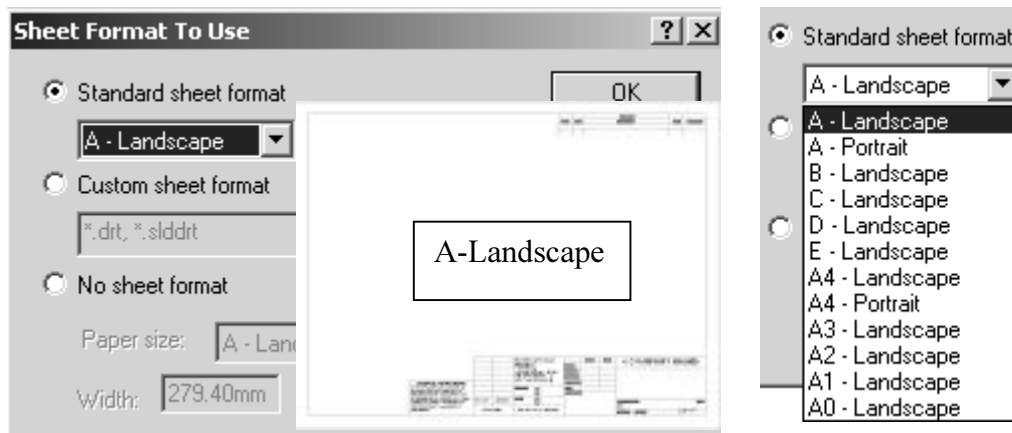 Sheet Format To Use
Standard sheet format
OK
A - Landscape
Custom sheet format
*.drt, *.slddrt
No sheet format
Paper size: A - Lan
Width: 279.40mm
A-Landscape
Standard sheet format
A - Landscape
A - Landscape
A - Portrait
B - Landscape
C - Landscape
D - Landscape
E - Landscape
A4 - Landscape
A4 - Portrait
A3 - Landscape
A2 - Landscape
A1 - Landscape
A0 - Landscape